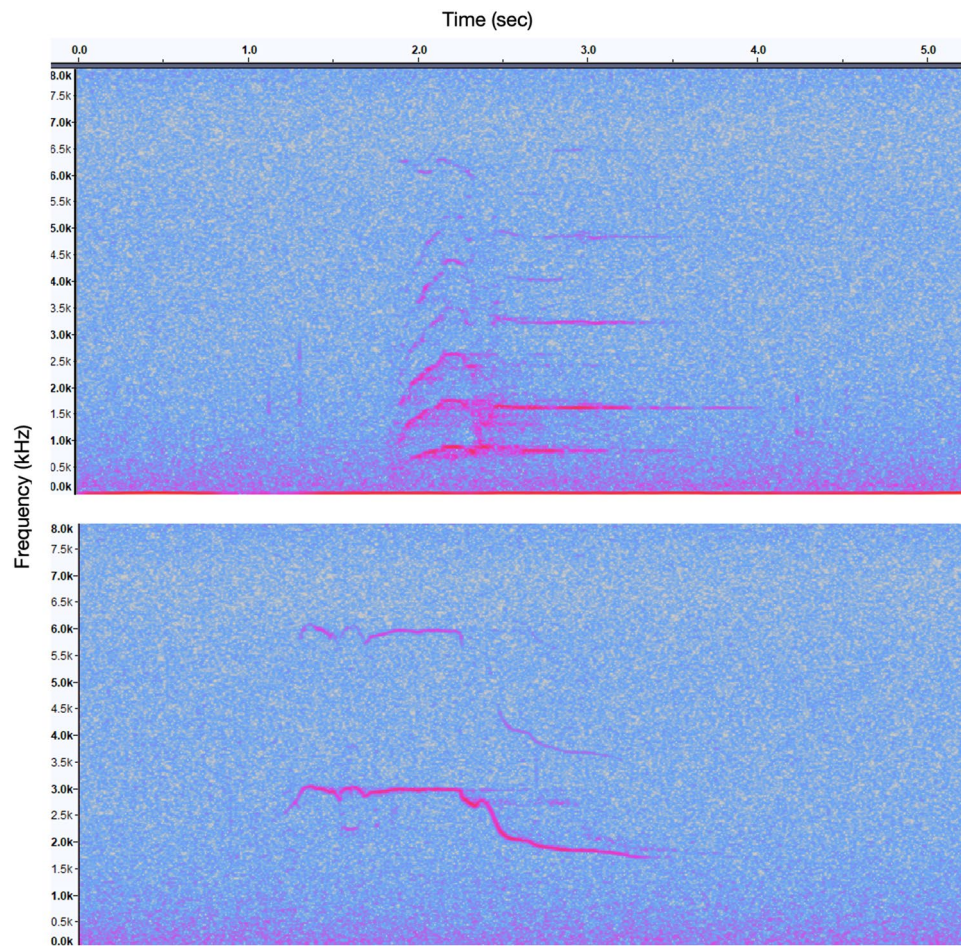 Time (sec)
0.0 1.0 2.0 3.0 4.0 5.0
8.0k
7.5k
7.0k
6.5k
6.0k
5.5k
5.0k
4.5k
4.0k
3.5k
3.0k
2.5k
2.0k
1.5k
1.0k
0.5k
0.0k
Frequency (kHz)
8.0k
7.5k
7.0k
6.5k
6.0k
5.5k
5.0k
4.5k
4.0k
3.5k
3.0k
2.5k
2.0k
1.5k
1.0k
0.5k
0.0k